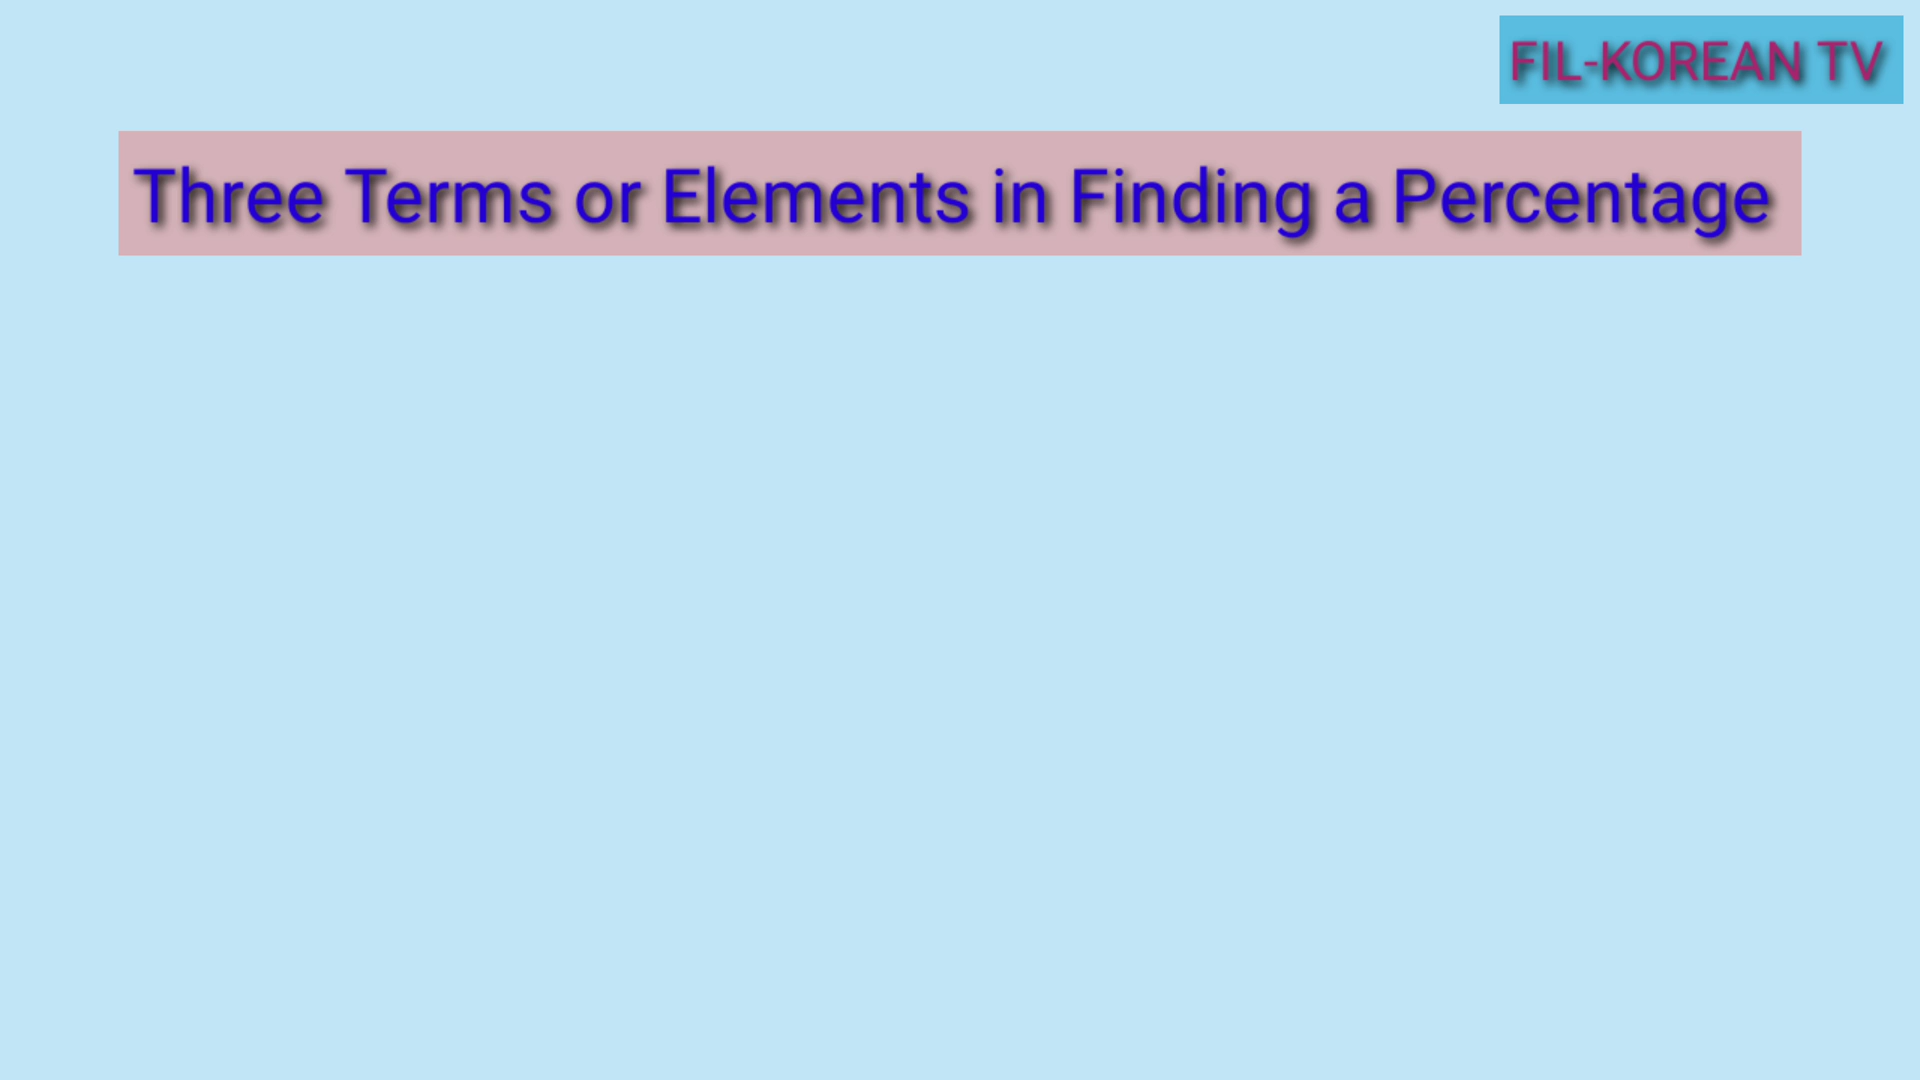 FIL-KOREAN TV
Three Terms or Elements in Finding a Percentage